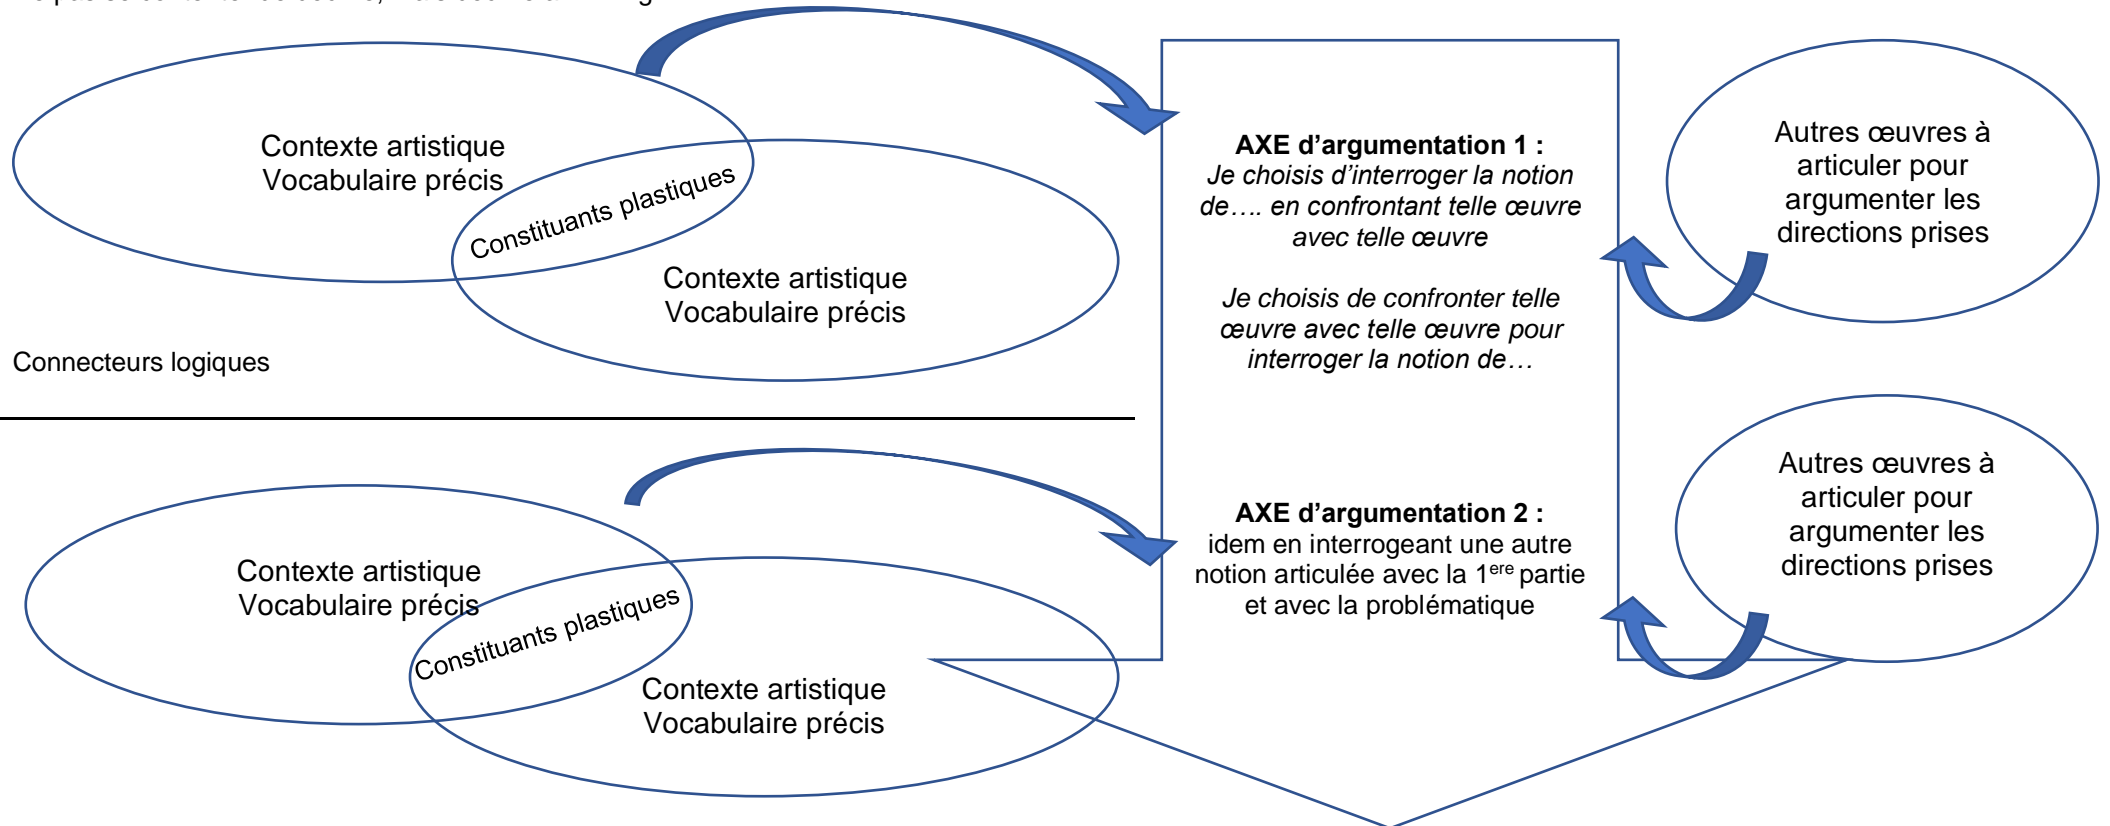 Contexte artistique
Vocabulaire précis
Constituants plastiques
Contexte artistique
Vocabulaire précis
Connecteurs logiques
AXE d’argumentation 1 :
Je choisis d’interroger la notion
de…. en confrontant telle œuvre
avec telle œuvre
Je choisis de confronter telle
œuvre avec telle œuvre pour
interroger la notion de…
Autres œuvres à
articuler pour
argumenter les
directions prises
Contexte artistique
Vocabulaire précis
Constituants plastiques
Contexte artistique
Vocabulaire précis
AXE d’argumentation 2 :
idem en interrogeant une autre
notion articulée avec la 1ere partie
et avec la problématique
Autres œuvres à
articuler pour
argumenter les
directions prises